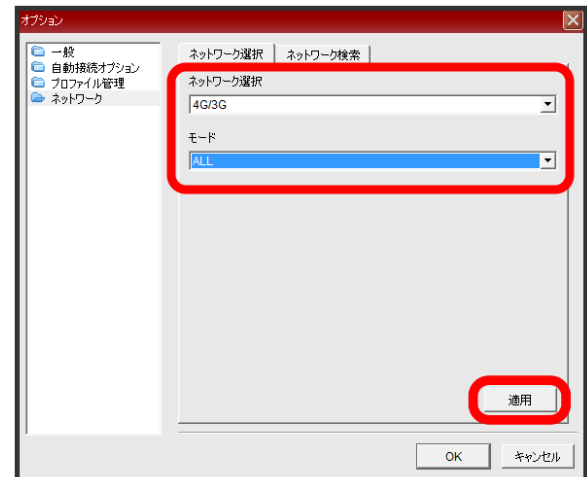 オプション
一般
自動接続オプション
プロファイル管理
ネットワーク
ネットワーク選択 ネットワーク検索
ネットワーク選択
4G/3G
モード
ALL
適用
OK キャンセル